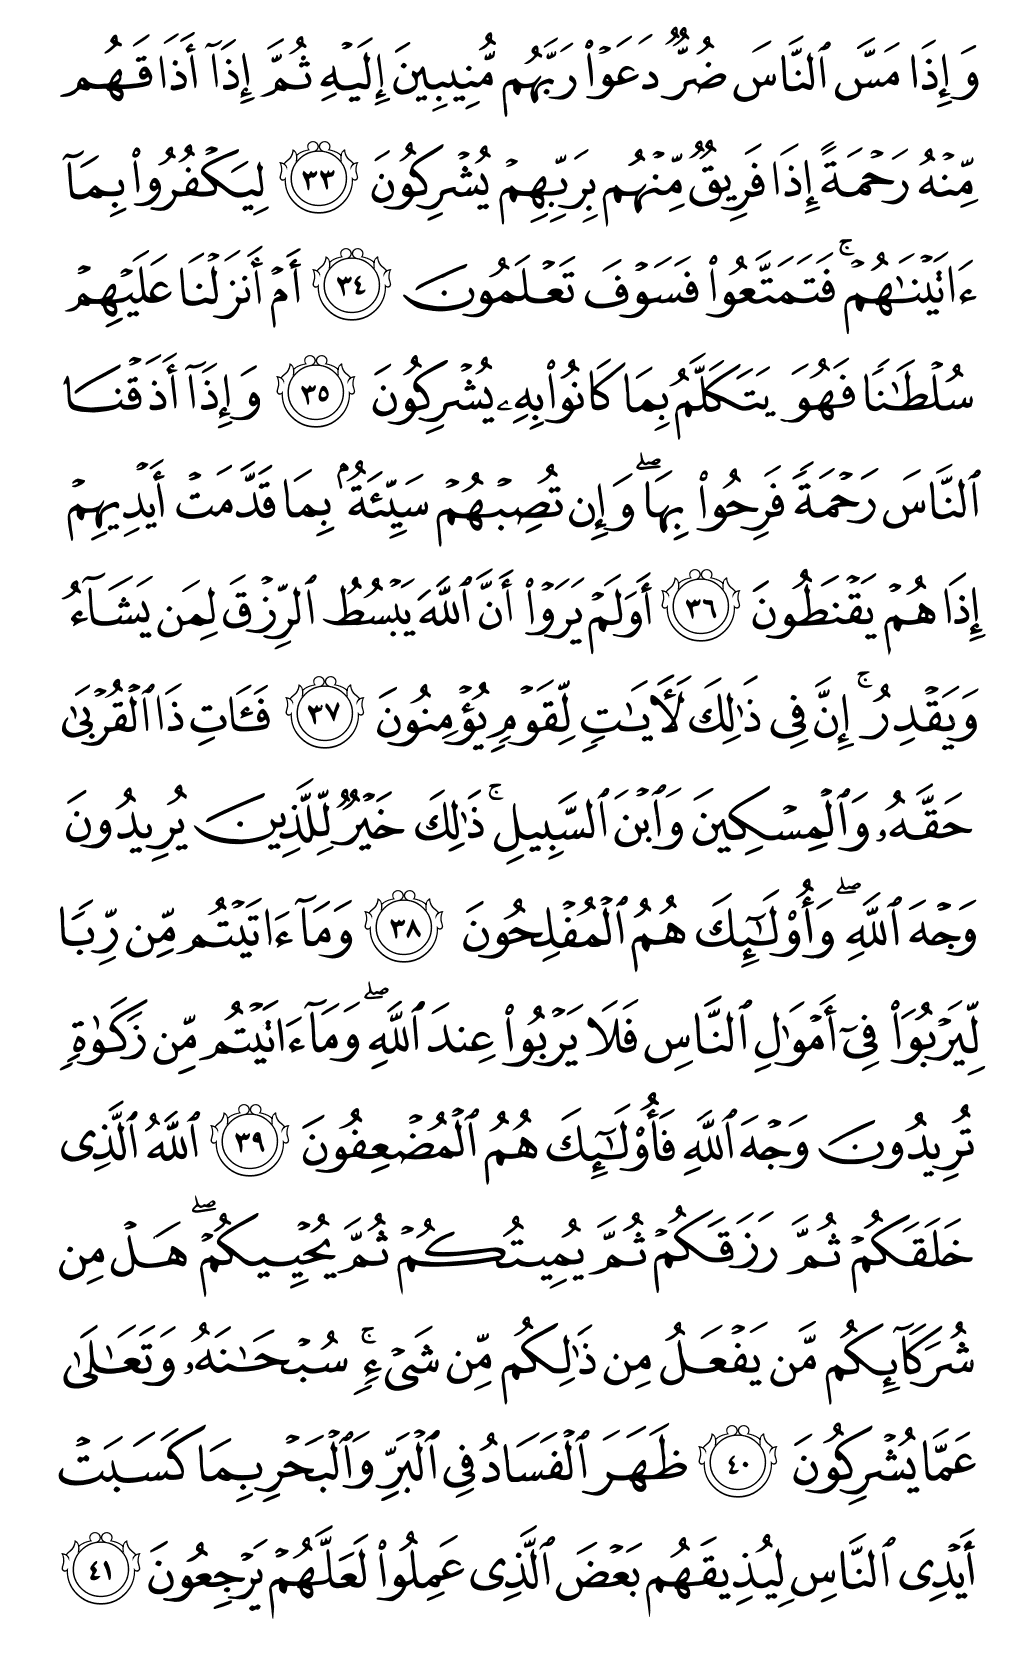 وَإِذَا مَسَّ ٱلنَّاسَ ضُرٌّ دَعَوْا۟ رَبَّهُم مُّنِيبِينَ إِلَيْهِ ثُمَّ إِذَآ أَذَاقَهُم
مِّنْهُ رَحْمَةً إِذَا فَرِيقٌ مِّنْهُم بِرَبِّهِمْ يُشْرِكُونَ ٣٣ لِيَكْفُرُوا۟ بِمَآ
ءَاتَيْنَـٰهُمْ ۚ فَتَمَتَّعُوا۟ فَسَوْفَ تَعْلَمُونَ ٣٤ أَمْ أَنزَلْنَا عَلَيْهِمْ
سُلْطَـٰنًا فَهُوَ يَتَكَلَّمُ بِمَا كَانُوا۟ بِهِۦ يُشْرِكُونَ ٣٥ وَإِذَآ أَذَقْنَا
ٱلنَّاسَ رَحْمَةً فَرِحُوا۟ بِهَا ۖ وَإِن تُصِبْهُمْ سَيِّئَةٌۢ بِمَا قَدَّمَتْ أَيْدِيهِمْ
إِذَا هُمْ يَقْنَطُونَ ٣٦ أَوَلَمْ يَرَوْا۟ أَنَّ ٱللَّهَ يَبْسُطُ ٱلرِّزْقَ لِمَن يَشَآءُ
وَيَقْدِرُ ۚ إِنَّ فِى ذَٰلِكَ لَـَٔايَـٰتٍ لِّقَوْمٍ يُؤْمِنُونَ ٣٧ فَـَٔاتِ ذَا ٱلْقُرْبَىٰ
حَقَّهُۥ وَٱلْمِسْكِينَ وَٱبْنَ ٱلسَّبِيلِ ۚ ذَٰلِكَ خَيْرٌ لِّلَّذِينَ يُرِيدُونَ
وَجْهَ ٱللَّهِ ۖ وَأُو۟لَـٰٓئِكَ هُمُ ٱلْمُفْلِحُونَ ٣٨ وَمَآ ءَاتَيْتُم مِّن رِّبًا
لِّيَرْبُوَا۟ فِىٓ أَمْوَٰلِ ٱلنَّاسِ فَلَا يَرْبُوا۟ عِندَ ٱللَّهِ ۖ وَمَآ ءَاتَيْتُم مِّن زَكَوٰةٍ
تُرِيدُونَ وَجْهَ ٱللَّهِ فَأُو۟لَـٰٓئِكَ هُمُ ٱلْمُضْعِفُونَ ٣٩ ٱللَّهُ ٱلَّذِى
خَلَقَكُمْ ثُمَّ رَزَقَكُمْ ثُمَّ يُمِيتُكُمْ ثُمَّ يُحْيِيكُمْ ۖ هَلْ مِن
شُرَكَآئِكُم مَّن يَفْعَلُ مِن ذَٰلِكُم مِّن شَىْءٍ ۚ سُبْحَـٰنَهُۥ وَتَعَـٰلَىٰ
عَمَّا يُشْرِكُونَ ٤٠ ظَهَرَ ٱلْفَسَادُ فِى ٱلْبَرِّ وَٱلْبَحْرِ بِمَا كَسَبَتْ
أَيْدِى ٱلنَّاسِ لِيُذِيقَهُم بَعْضَ ٱلَّذِى عَمِلُوا۟ لَعَلَّهُمْ يَرْجِعُونَ ٤١